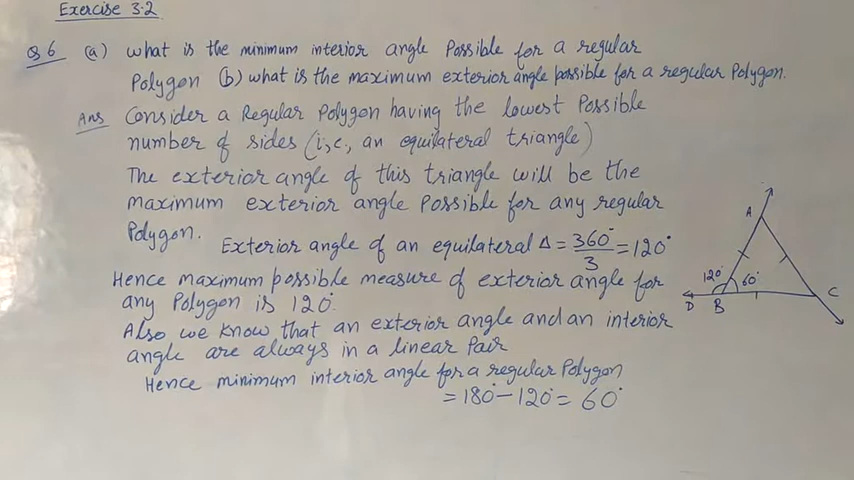 Exercise 3.2
Q 6 (a) what is the minimum interior angle Possible for a regular
Polygon (b) what is the maximum exterior angle possible for a regular Polygon.
Ans Consider a Regular Polygon having the lowest Possible
number of sides (i,e, an equilateral triangle)
The exterior angle of this triangle will be the
maximum exterior angle Possible for any regular
Polygon.
Exterior angle of an equilateral Δ = 360°/3 = 120°
Hence maximum possible measure of exterior angle for
any Polygon is 120°.
Also we know that an exterior angle and an interior
angle are always in a linear Pair
Hence minimum interior angle for a regular Polygon
= 180° - 120° = 60°
A
120° 60°
D B C